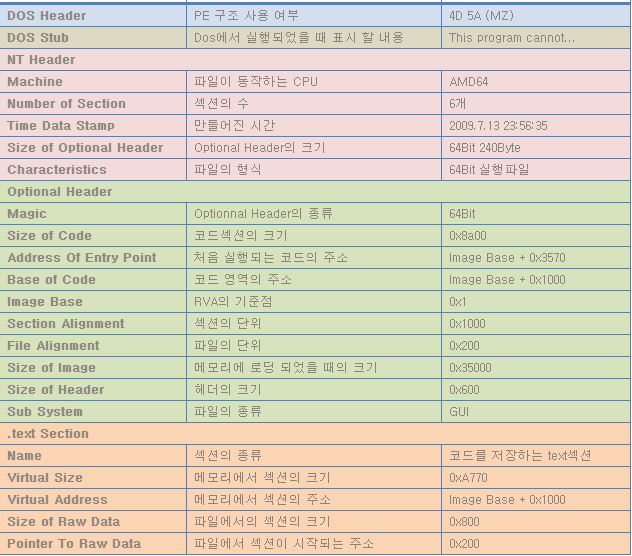 DOS Header PE 구조 사용 여부 4D 5A (MZ)
DOS Stub Dos에서 실행되었을 때 표시 할 내용 This program cannot...
NT Header
Machine 파일이 동작하는 CPU AMD64
Number of Section 섹션의 수 6개
Time Data Stamp 만들어진 시간 2009.7.13 23:56:35
Size of Optional Header Optional Header의 크기 64Bit 240Byte
Characteristics 파일의 형식 64Bit 실행파일
Optional Header
Magic Optionnal Header의 종류 64Bit
Size of Code 코드섹션의 크기 0x8a00
Address Of Entry Point 처음 실행되는 코드의 주소 Image Base + 0x3570
Base of Code 코드 영역의 주소 Image Base + 0x1000
Image Base RVA의 기준점 0x1
Section Alignment 섹션의 단위 0x1000
File Alignment 파일의 단위 0x200
Size of Image 메모리에 로딩 되었을 때의 크기 0x35000
Size of Header 헤더의 크기 0x600
Sub System 파일의 종류 GUI
.text Section
Name 섹션의 종류 코드를 저장하는 text섹션
Virtual Size 메모리에서 섹션의 크기 0xA770
Virtual Address 메모리에서 섹션의 주소 Image Base + 0x1000
Size of Raw Data 파일에서의 섹션의 크기 0x800
Pointer To Raw Data 파일에서 섹션이 시작되는 주소 0x200